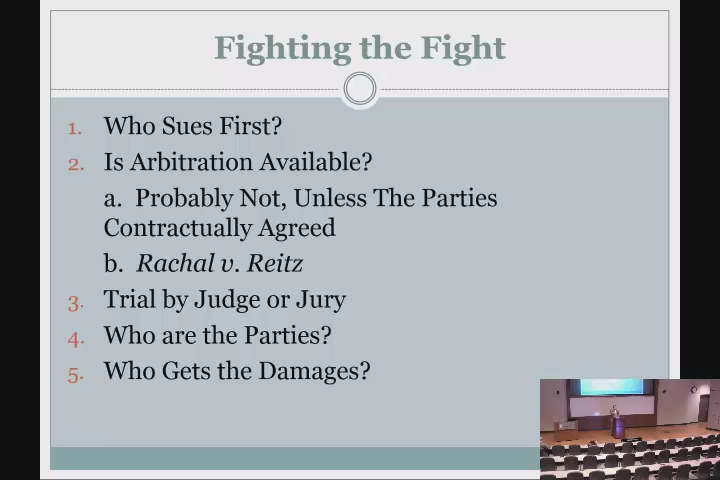 Fighting the Fight
1. Who Sues First?
2. Is Arbitration Available?
a. Probably Not, Unless The Parties
Contractually Agreed
b. Rachal v. Reitz
3. Trial by Judge or Jury
4. Who are the Parties?
5. Who Gets the Damages?